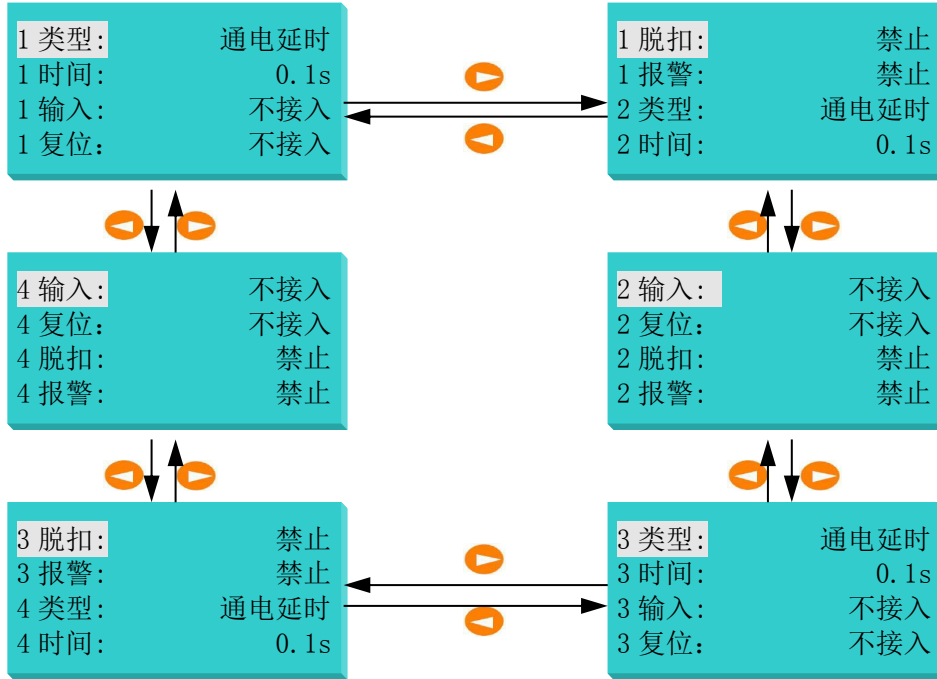 1 类型: 通电延时
1 时间: 0.1s
1 输入: 不接入
1 复位: 不接入
1 脱扣: 禁止
1 报警: 禁止
2 类型: 通电延时
2 时间: 0.1s
4 输入: 不接入
4 复位: 不接入
4 脱扣: 禁止
4 报警: 禁止
2 输入: 不接入
2 复位: 不接入
2 脱扣: 禁止
2 报警: 禁止
3 脱扣: 禁止
3 报警: 禁止
4 类型: 通电延时
4 时间: 0.1s
3 类型: 通电延时
3 时间: 0.1s
3 输入: 不接入
3 复位: 不接入